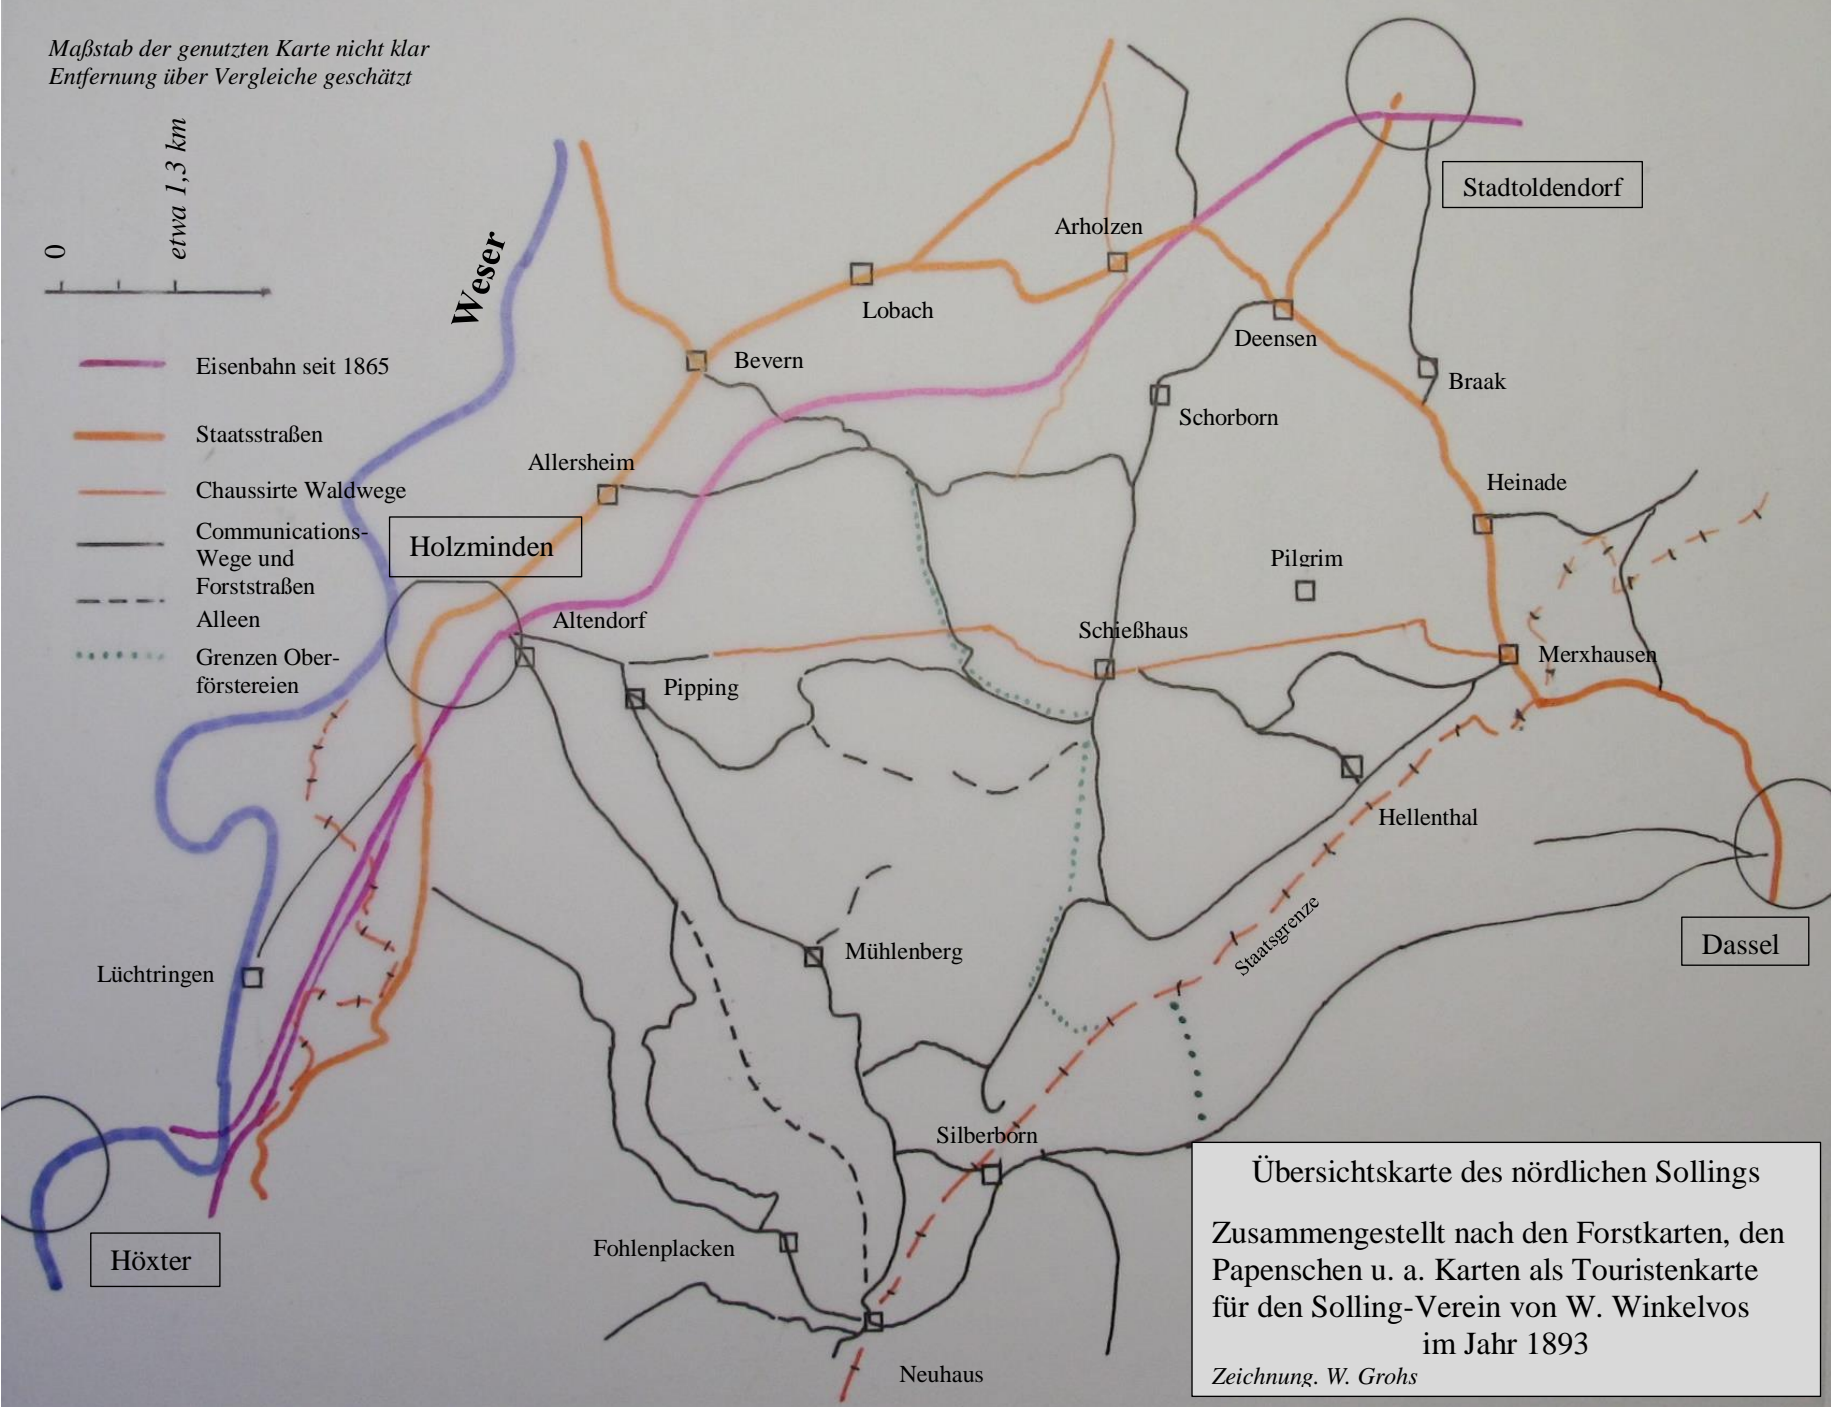 Maßstab der genutzten Karte nicht klar
Entfernung über Vergleiche geschätzt
0
etwa 1,3 km
Weser
Stadtoldendorf
Arholzen
Lobach
Deensen
Bevern
Braak
Schorborn
Eisenbahn seit 1865
Staatsstraßen
Chaussirte Waldwege
Communications-
Wege und
Forststraßen
Alleen
Grenzen Ober-
förstereien
Allersheim
Heinade
Holzminden
Pilgrim
Altendorf
Schießhaus
Merxhausen
Pipping
Hellenthal
Staatsgrenze
Dassel
Mühlenberg
Lüchtringen
Silberborn
Fohlenplacken
Höxter
Neuhaus
Übersichtskarte des nördlichen Sollings
Zusammengestellt nach den Forstkarten, den
Papenschen u. a. Karten als Touristenkarte
für den Solling-Verein von W. Winkelvos
im Jahr 1893
Zeichnung. W. Grohs